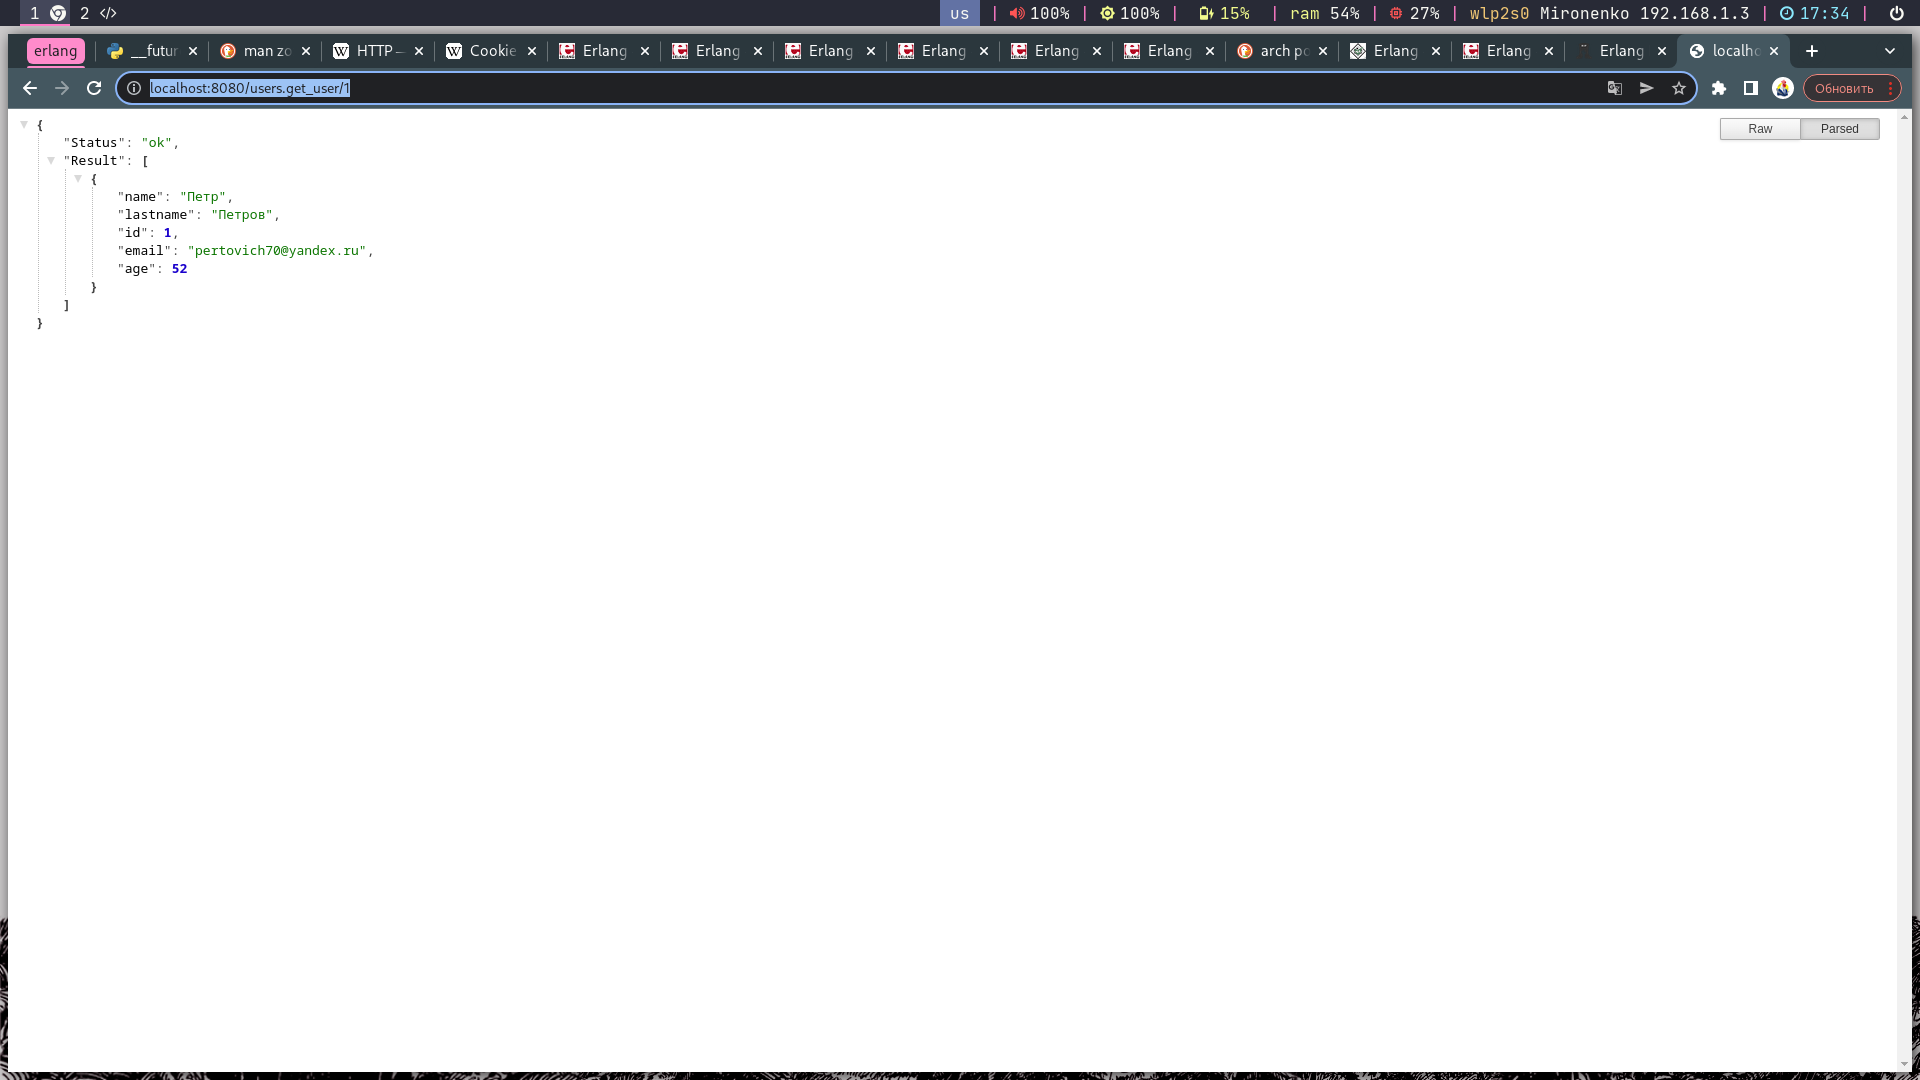 1 2 </> us | 100% | 100% | 15% | ram 54% | 27% | wlp2s0 Mironenko 192.168.1.3 | 17:34 |
erlang __futur man zo HTTP – Cookie Erlang Erlang Erlang Erlang Erlang Erlang arch po Erlang Erlang Erlang localho
localhost:8080/users.get_user/1 Обновить
Raw Parsed
{
"Status": "ok",
"Result": [
{
"name": "Петр",
"lastname": "Петров",
"id": 1,
"email": "pertovich70@yandex.ru",
"age": 52
}
]
}